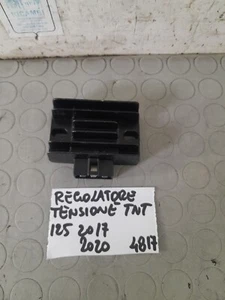 REGOLATORE
TENSIONE TNT
125 2017
2020 4817